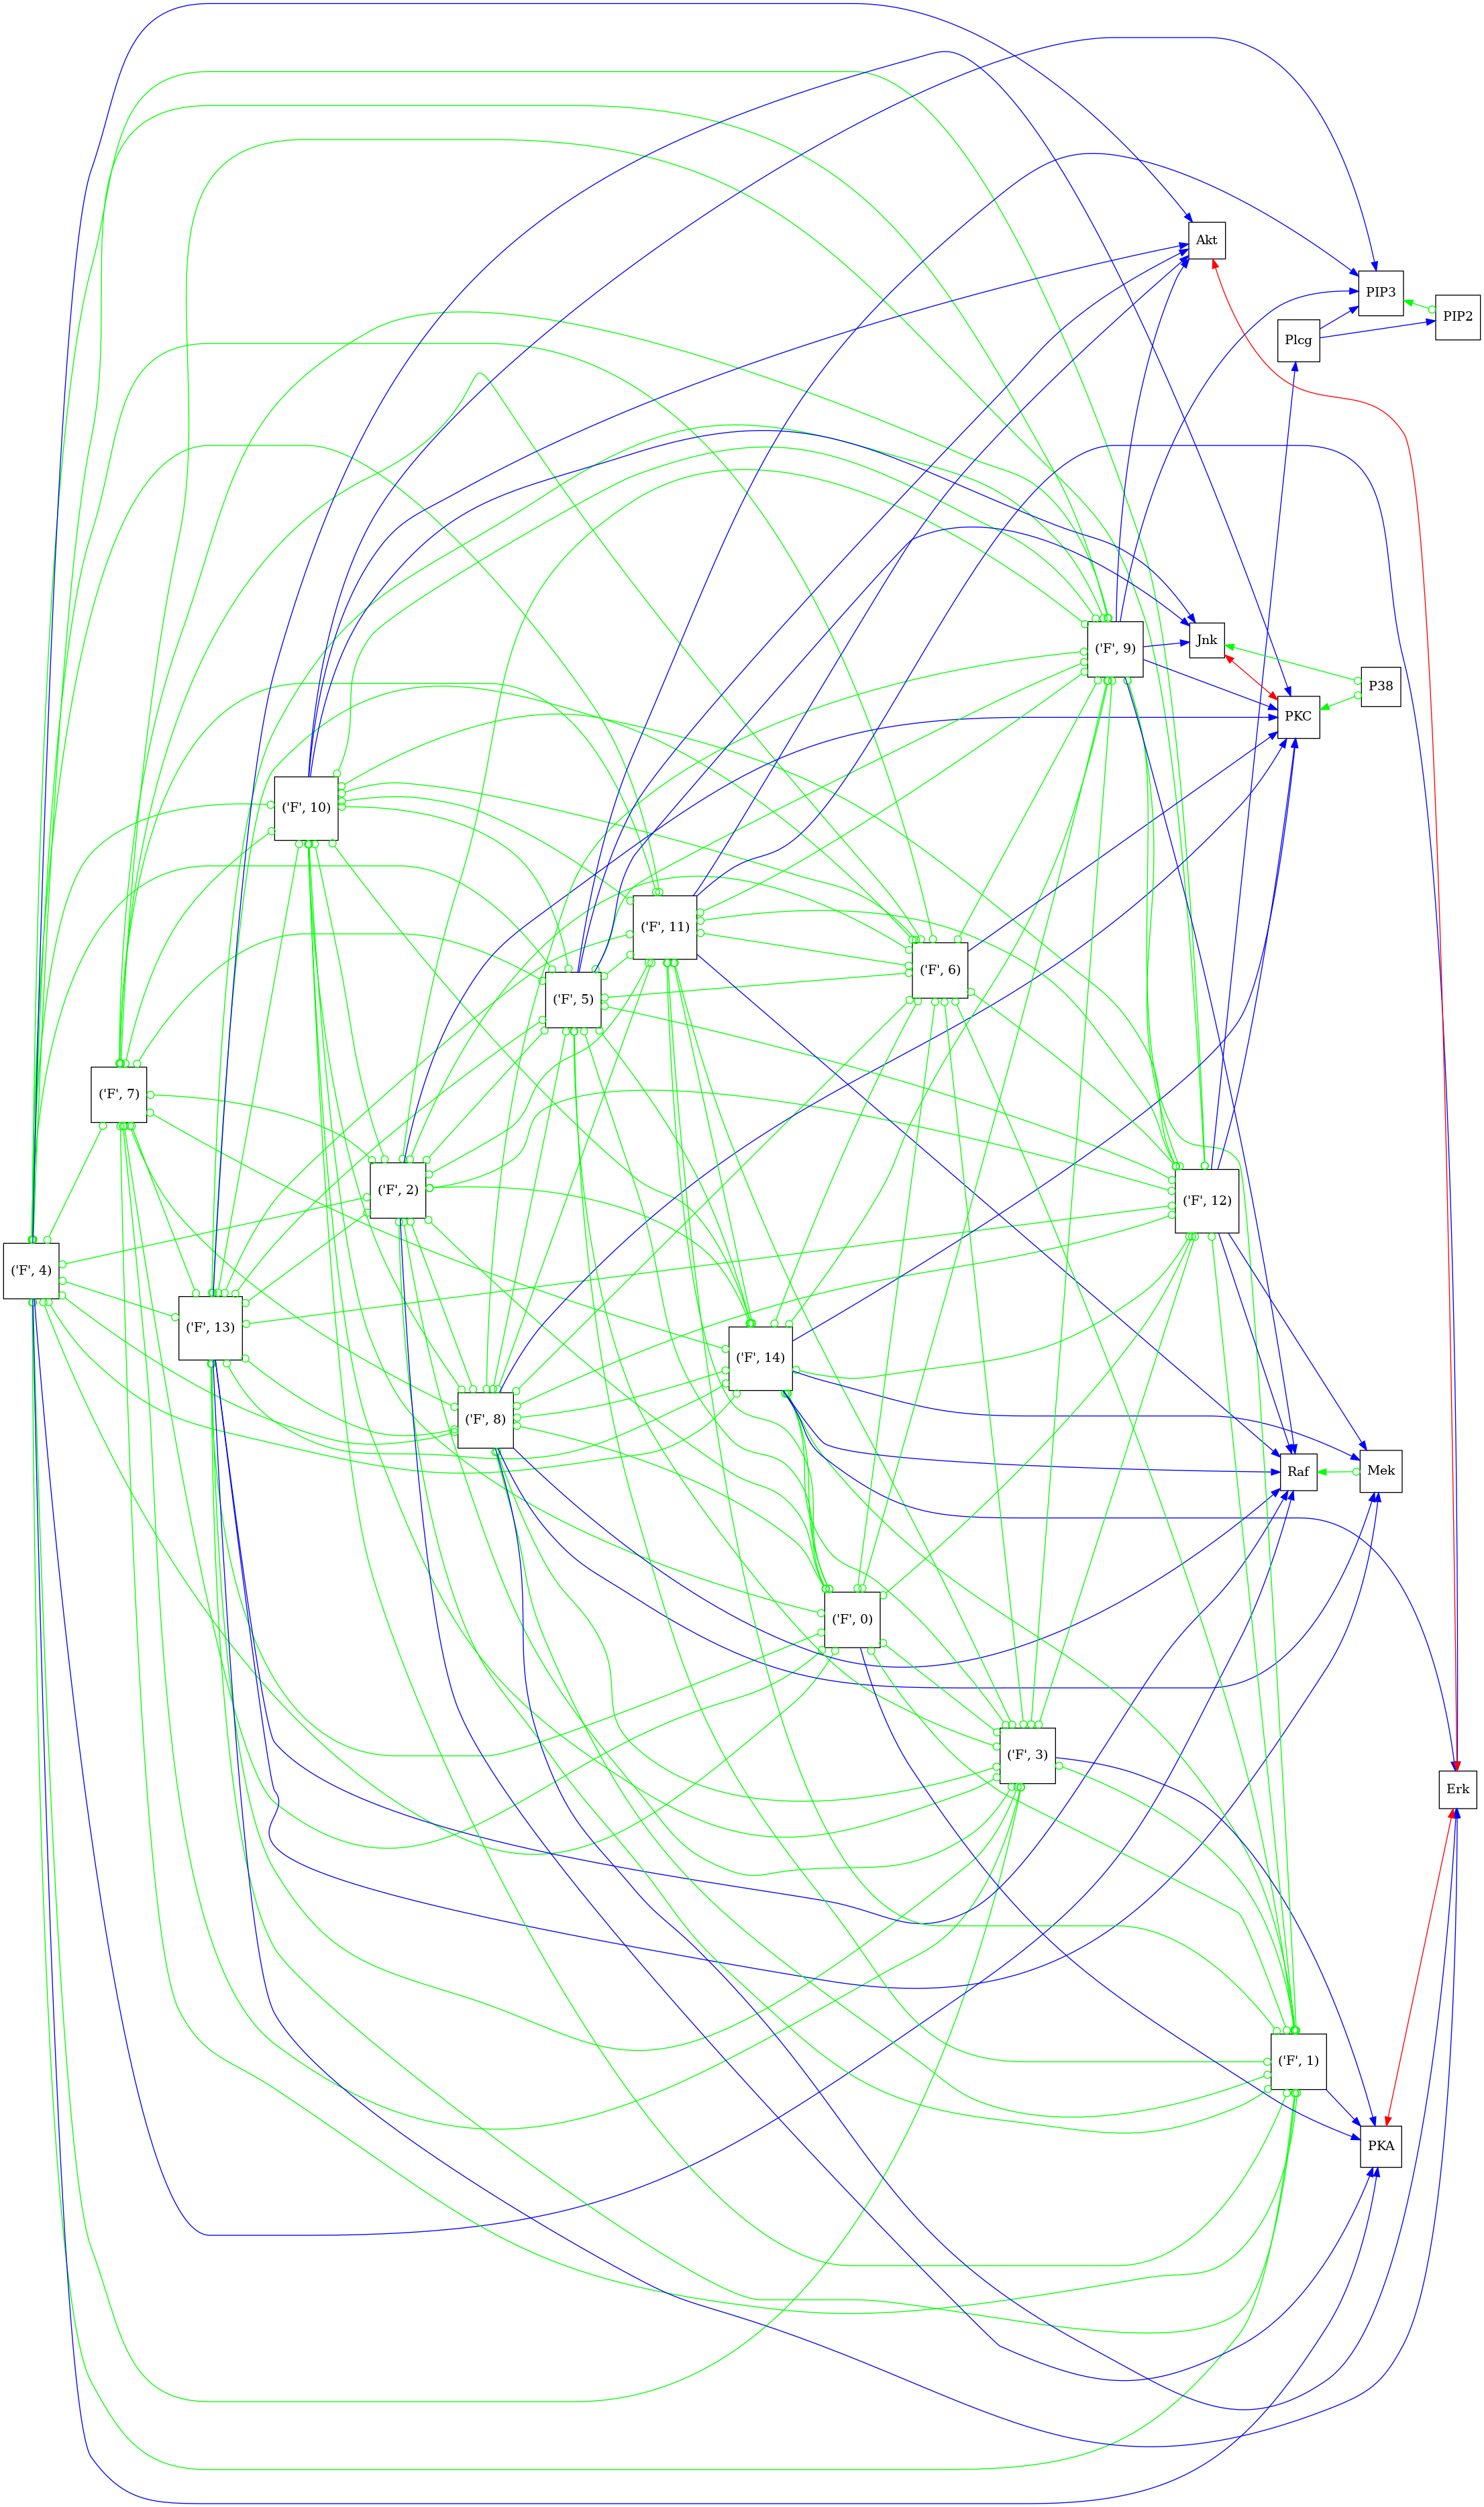 Akt
PIP3
PIP2
Plcg
('F', 9)
Jnk
P38
PKC
('F', 10)
('F', 11)
('F', 6)
('F', 5)
('F', 7)
('F', 2)
('F', 12)
('F', 4)
('F', 13)
('F', 14)
('F', 8)
Raf
Mek
('F', 0)
('F', 3)
Erk
('F', 1)
PKA